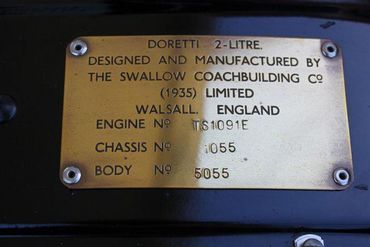 DORETTI 2-LITRE.
DESIGNED AND MANUFACTURED BY
THE SWALLOW COACHBUILDING Cº
(1935) LIMITED
WALSALL, ENGLAND
ENGINE Nº TS1091E
CHASSIS Nº 1055
BODY Nº 5055